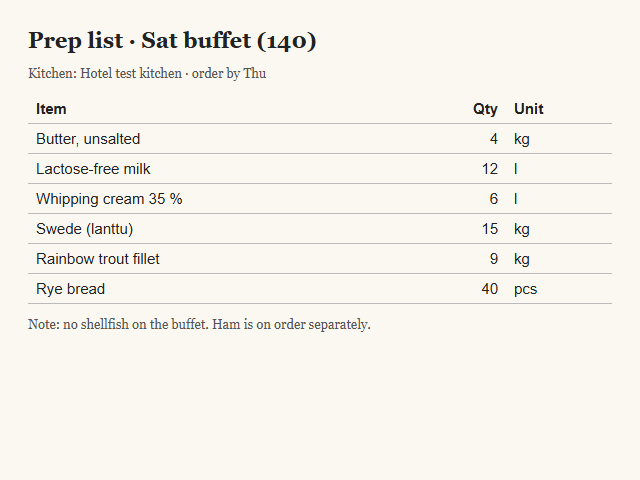 Prep list · Sat buffet (140)
Kitchen: Hotel test kitchen · order by Thu
Item Qty Unit
Butter, unsalted 4 kg
Lactose-free milk 12 l
Whipping cream 35 % 6 l
Swede (lanttu) 15 kg
Rainbow trout fillet 9 kg
Rye bread 40 pcs
Note: no shellfish on the buffet. Ham is on order separately.